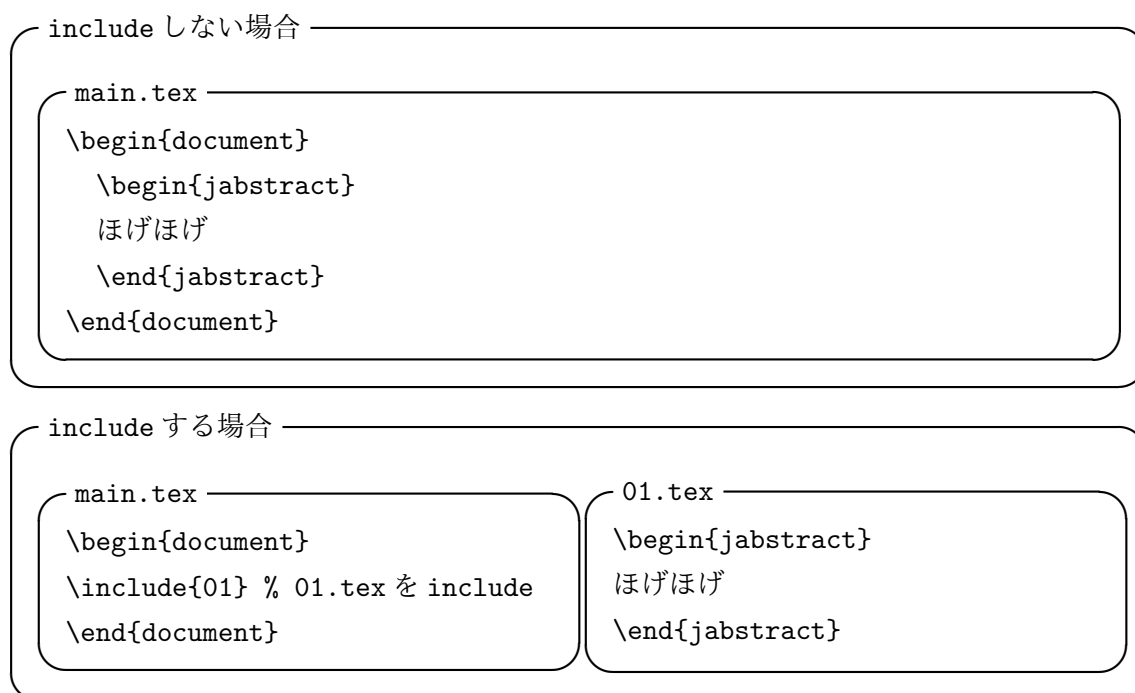 include しない場合
main.tex
\begin{document}
\begin{jabstract}
ほげほげ
\end{jabstract}
\end{document}
include する場合
main.tex
\begin{document}
\include{01} % 01.tex を include
\end{document}
01.tex
\begin{jabstract}
ほげほげ
\end{jabstract}